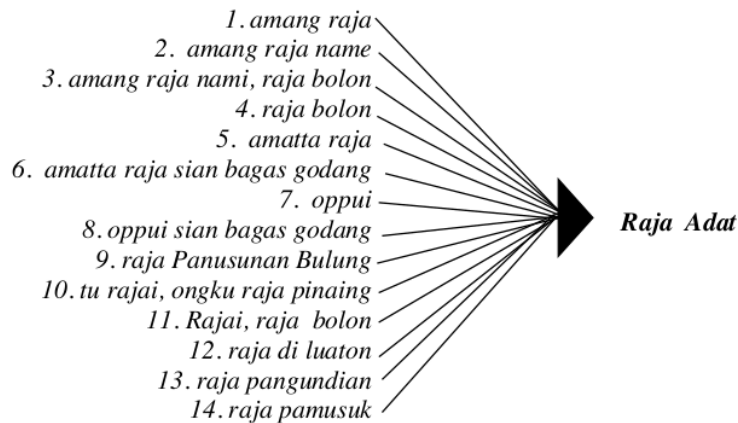 1. amang raja
2. amang raja name
3. amang raja nami, raja bolon
4. raja bolon
5. amatta raja
6. amatta raja sian bagas godang
7. oppui
8. oppui sian bagas godang
9. raja Panusunan Bulung
10. tu rajai, ongku raja pinaing
11. Rajai, raja bolon
12. raja di luaton
13. raja pangundian
14. raja pamusuk
Raja Adat